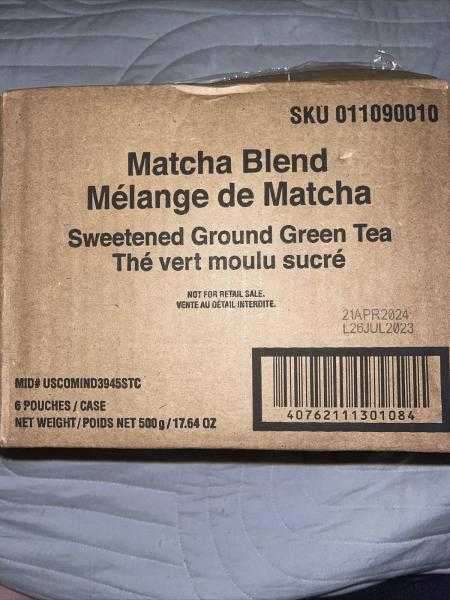 SKU 011090010
Matcha Blend
Mélange de Matcha
Sweetened Ground Green Tea
Thé vert moulu sucré
NOT FOR RETAIL SALE.
VENTE AU DÉTAIL INTERDITE.
21APR2024
L26JUL2023
MID# USCOMIND3945STC
6 POUCHES / CASE
NET WEIGHT/POIDS NET 500g/17.64 OZ
40762111301084